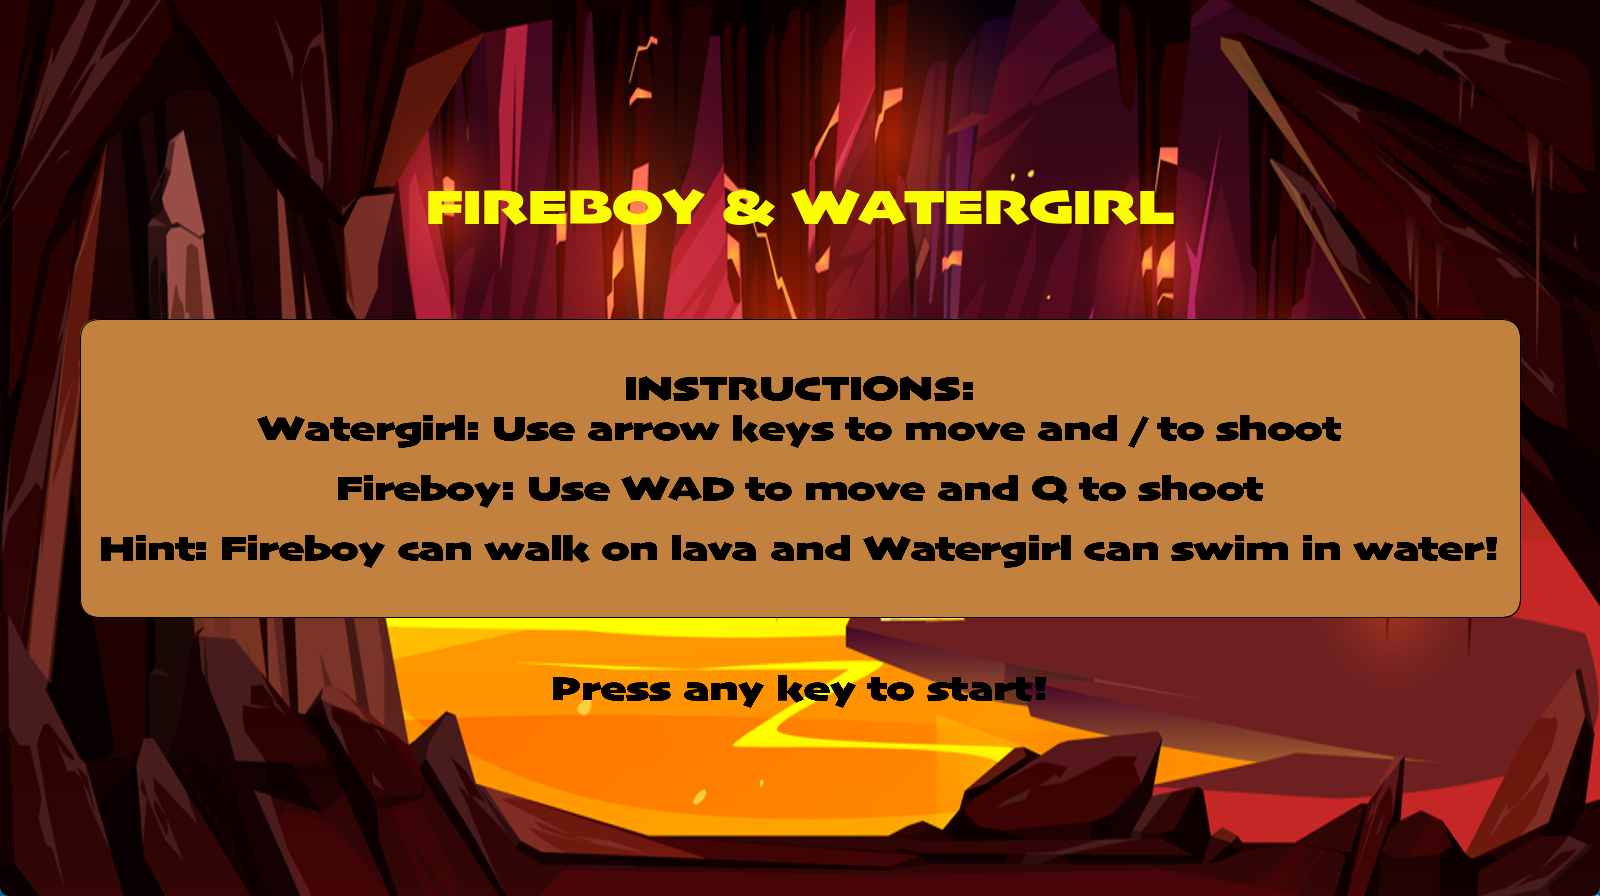 FIREBOY & WATERGIRL
INSTRUCTIONS:
Watergirl: Use arrow keys to move and / to shoot
Fireboy: Use WAD to move and Q to shoot
Hint: Fireboy can walk on lava and Watergirl can swim in water!
Press any key to start!